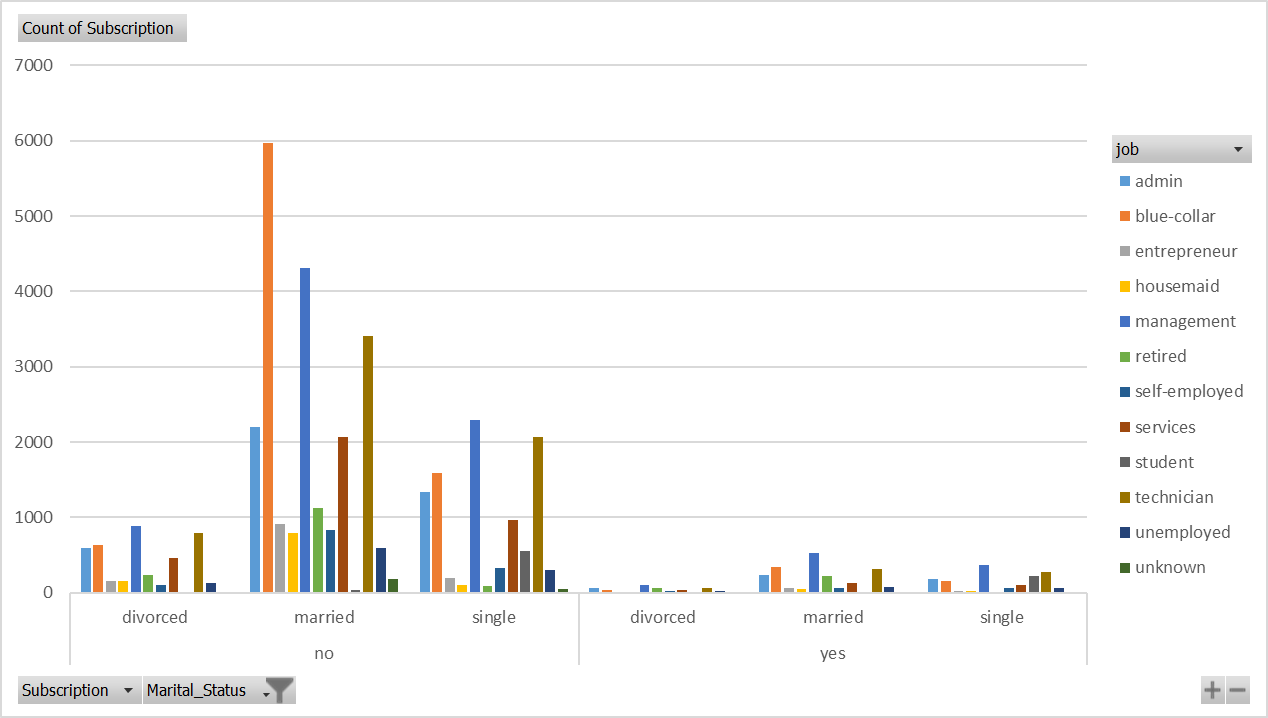 Count of Subscription
7000
6000
5000
4000
3000
2000
1000
0
divorced married single divorced married single
no yes
job
admin
blue-collar
entrepreneur
housemaid
management
retired
self-employed
services
student
technician
unemployed
unknown
Subscription Marital_Status